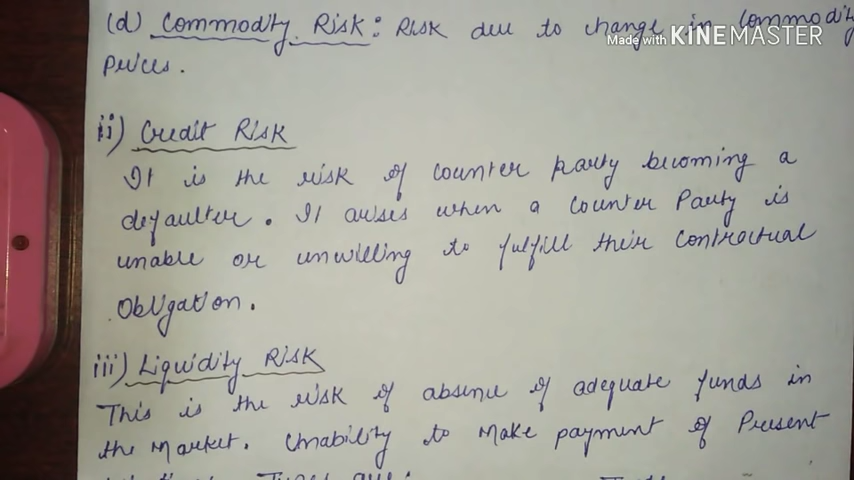 (d) Commodity Risk: Risk due to change in Commodity
Made with KINEMASTER
prices.
ii) Credit Risk
It is the risk of counter party becoming a
defaulter. It arises when a counter Party is
unable or unwilling to fulfill their contractual
Obligation.
iii) Liquidity Risk
This is the risk of absence of adequate funds in
the Market. Unability to Make payment of Present
Types are: